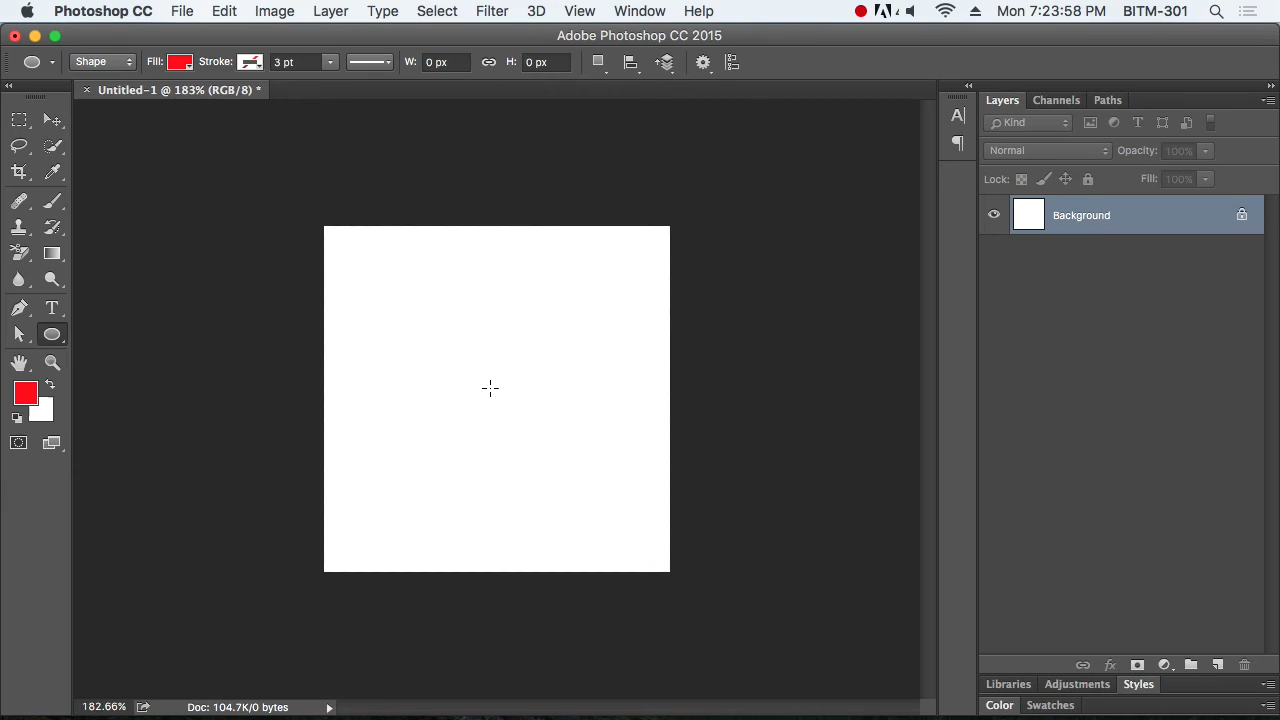 Photoshop CC File Edit Image Layer Type Select Filter 3D View Window Help Mon 7:23:58 PM BITM-301
Adobe Photoshop CC 2015
Shape Fill: Stroke: 3 pt W: 0 px H: 0 px
Untitled-1 @ 183% (RGB/8) *
Layers Channels Paths
Kind
Normal Opacity: 100%
Lock: Fill: 100%
Background
Libraries Adjustments Styles
Color Swatches
182.66% Doc: 104.7K/0 bytes